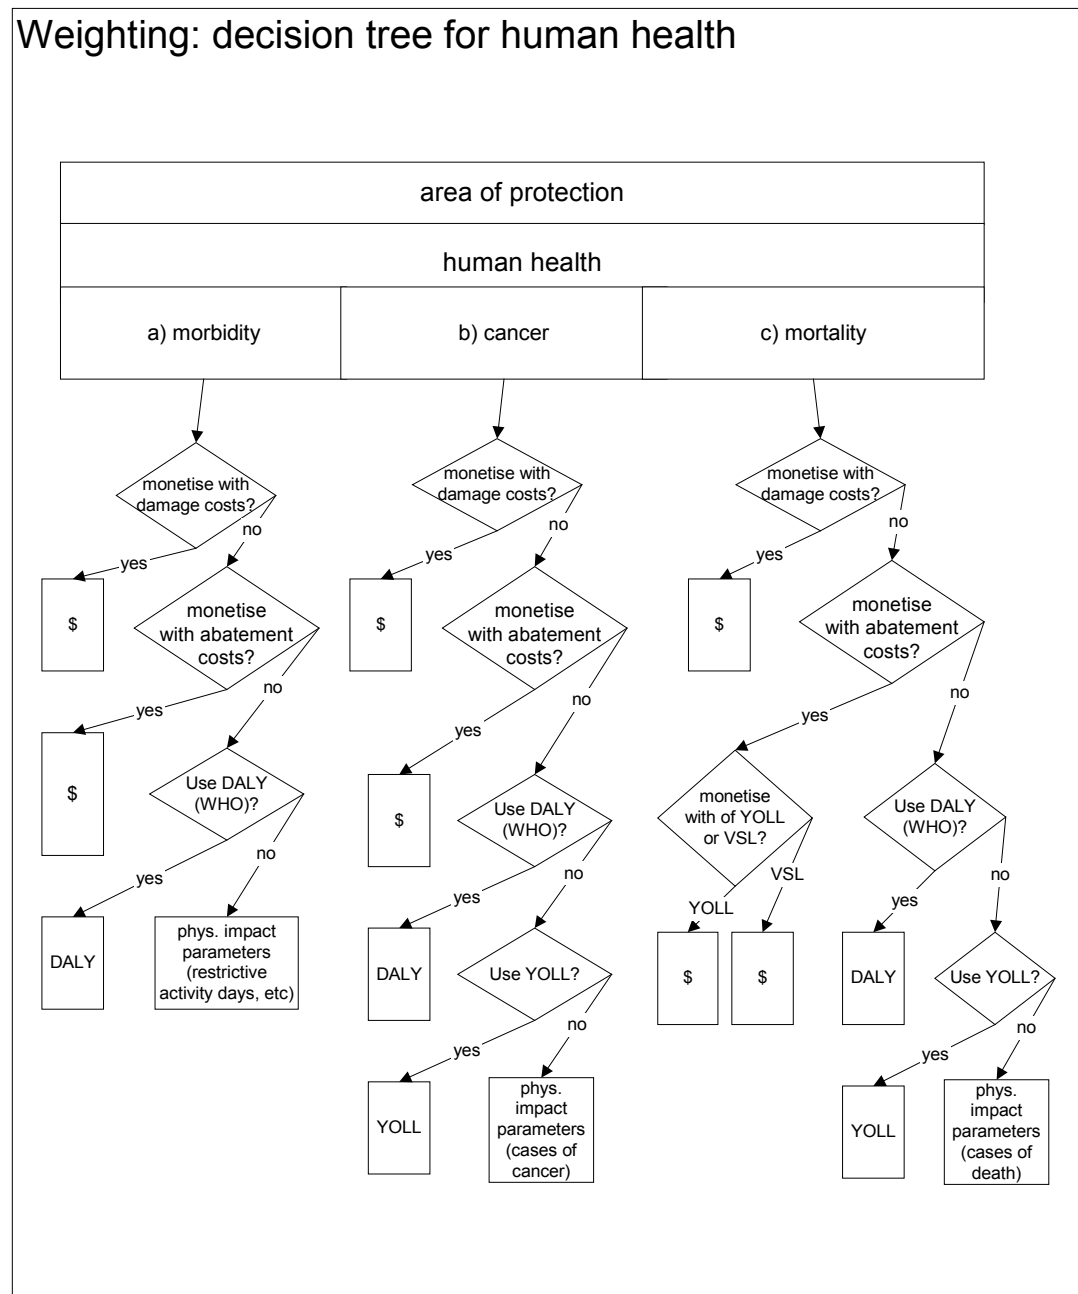 Weighting: decision tree for human health
area of protection
human health
a) morbidity
b) cancer
c) mortality
monetise with
damage costs?
no
yes
$
monetise
with abatement
costs?
no
yes
$
Use DALY
(WHO)?
no
yes
DALY
phys. impact
parameters
(restrictive
activity days, etc)
monetise with
damage costs?
no
yes
$
monetise
with abatement
costs?
no
yes
$
Use DALY
(WHO)?
no
yes
DALY
Use YOLL?
no
yes
YOLL
phys.
impact
parameters
(cases of
cancer)
monetise with
damage costs?
no
yes
$
monetise
with abatement
costs?
no
yes
monetise
with of YOLL
or VSL?
VSL
YOLL
$
$
Use DALY
(WHO)?
no
yes
DALY
Use YOLL?
no
yes
YOLL
phys.
impact
parameters
(cases of
death)